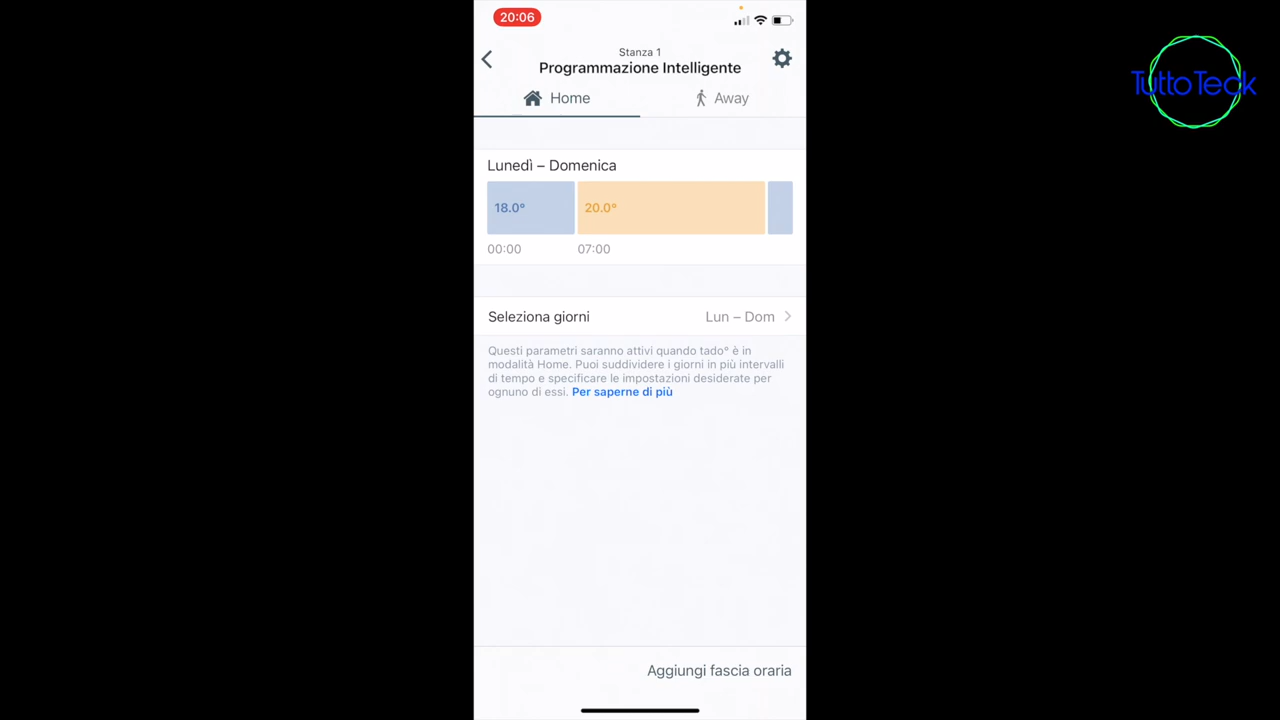 20:06
TuttoTeck
Stanza 1
Programmazione Intelligente
Home
Away
Lunedì – Domenica
18.0°
20.0°
00:00
07:00
Seleziona giorni
Lun – Dom
Questi parametri saranno attivi quando tado° è in
modalità Home. Puoi suddividere i giorni in più intervalli
di tempo e specificare le impostazioni desiderate per
ognuno di essi. Per saperne di più
Aggiungi fascia oraria